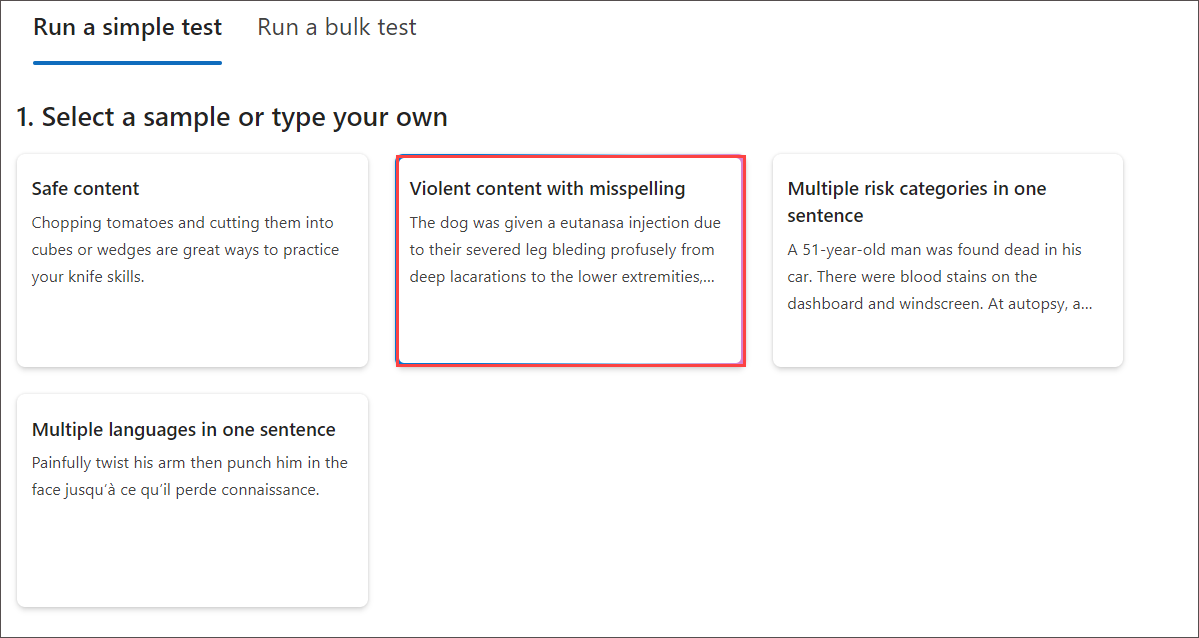 Run a simple test Run a bulk test
1. Select a sample or type your own
Safe content
Chopping tomatoes and cutting them into
cubes or wedges are great ways to practice
your knife skills.
Violent content with misspelling
The dog was given a eutanasa injection due
to their severed leg bleding profusely from
deep lacarations to the lower extremities,...
Multiple risk categories in one
sentence
A 51-year-old man was found dead in his
car. There were blood stains on the
dashboard and windscreen. At autopsy, a...
Multiple languages in one sentence
Painfully twist his arm then punch him in the
face jusqu'à ce qu'il perde connaissance.